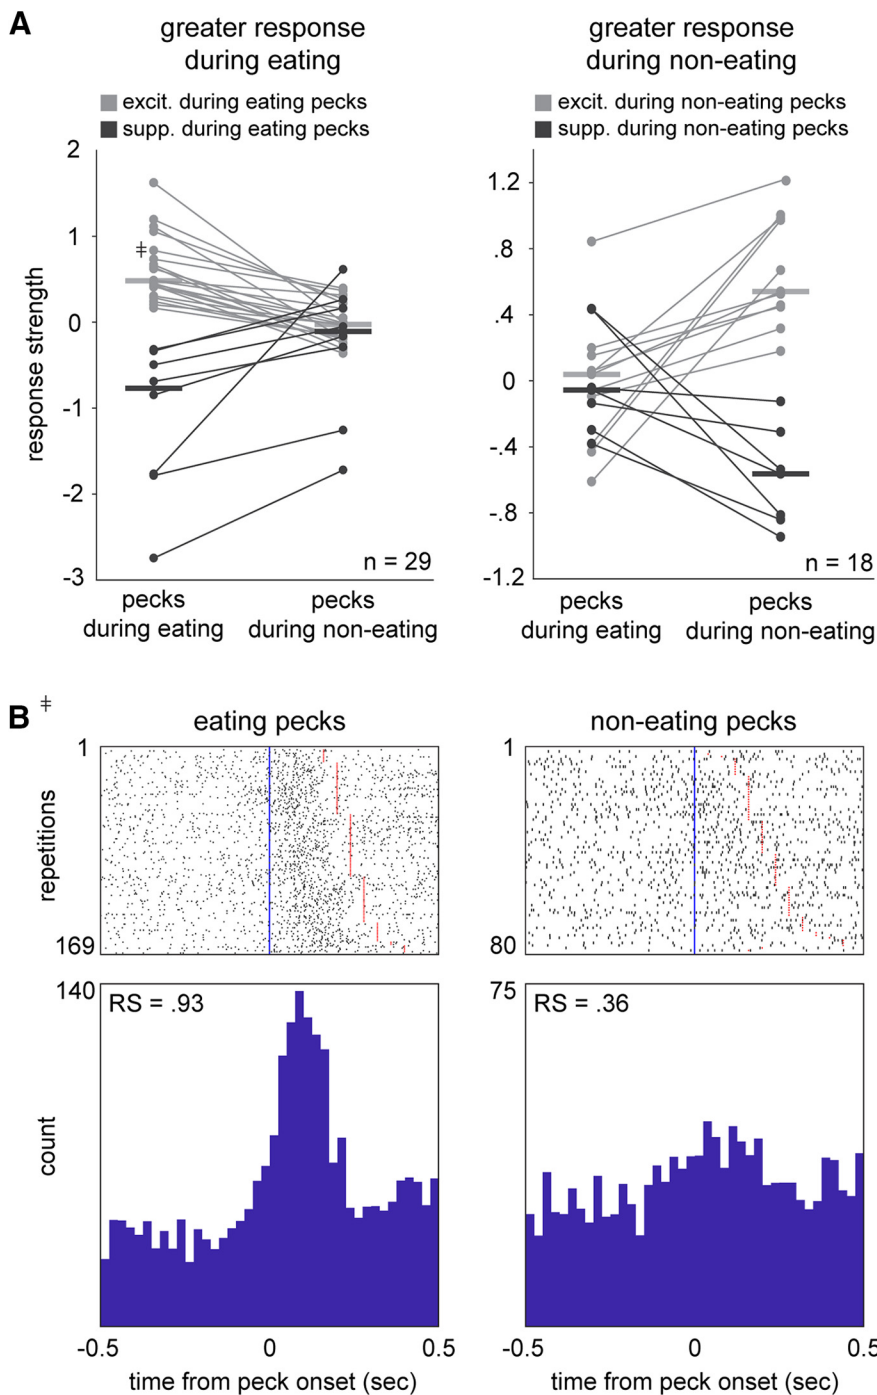 A
greater response
during eating
excit. during eating pecks
supp. during eating pecks
response strength
2
1
0
-1
-2
-3
‡
n = 29
pecks
during eating
pecks
during non-eating
greater response
during non-eating
excit. during non-eating pecks
supp. during non-eating pecks
1.2
.8
.4
0
-.4
-.8
-1.2
n = 18
pecks
during eating
pecks
during non-eating
B ‡
eating pecks
repetitions
1
169
non-eating pecks
1
80
count
140
RS = .93
-0.5
0
0.5
time from peck onset (sec)
75
RS = .36
-0.5
0
0.5
time from peck onset (sec)